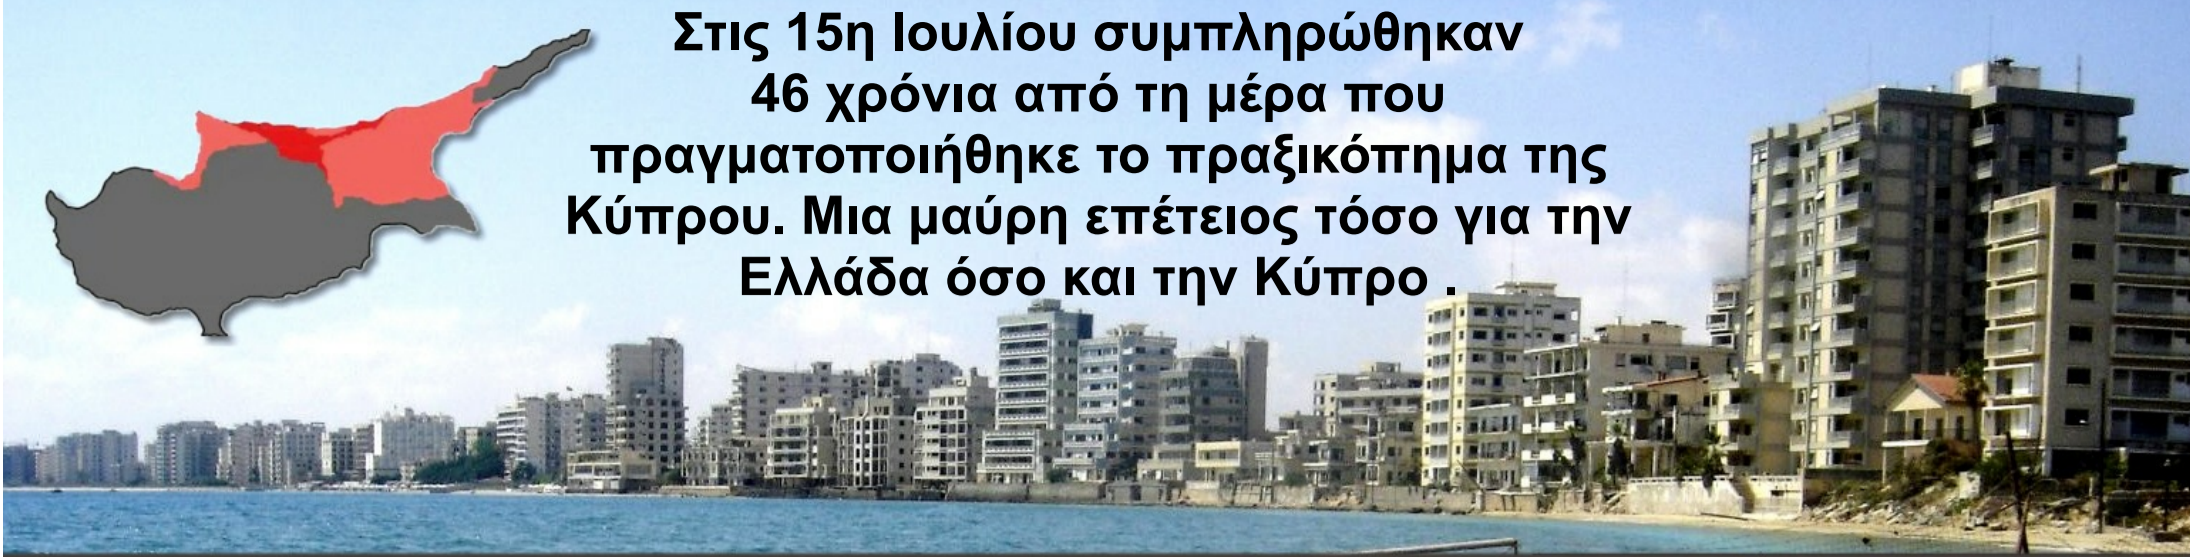 Στις 15η Ιουλίου συμπληρώθηκαν
46 χρόνια από τη μέρα που
πραγματοποιήθηκε το πραξικόπημα της
Κύπρου. Μια μαύρη επέτειος τόσο για την
Ελλάδα όσο και την Κύπρο .